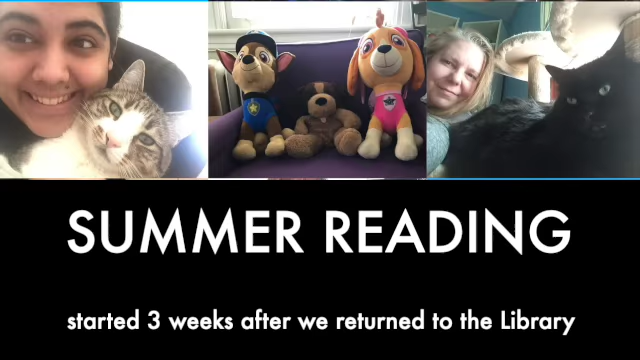 SUMMER READING
started 3 weeks after we returned to the Library